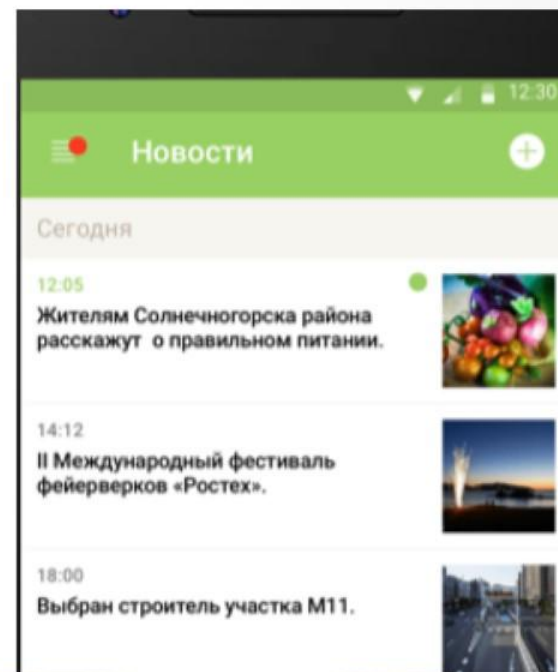 12:30
Новости
Сегодня
12:05
Жителям Солнечногорска района
расскажут о правильном питании.
14:12
II Международный фестиваль
фейерверков «Ростех».
18:00
Выбран строитель участка М11.